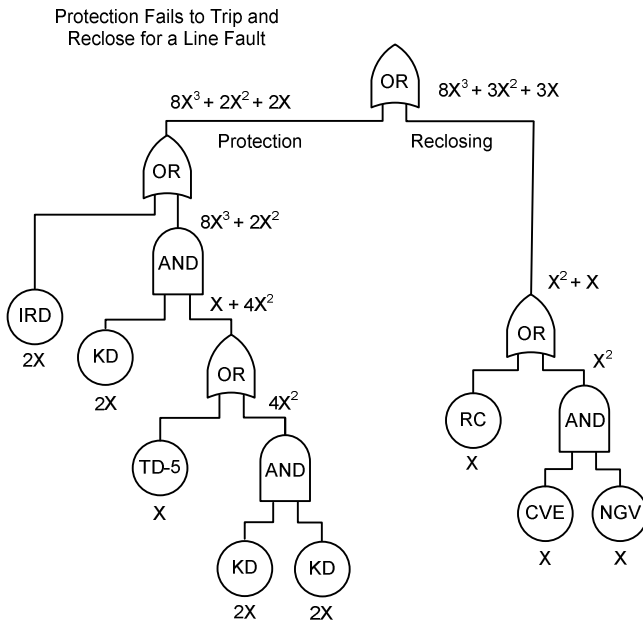 Protection Fails to Trip and
Reclose for a Line Fault
OR
8X³ + 2X² + 2X
8X³ + 3X² + 3X
Protection
Reclosing
OR
8X³ + 2X²
AND
IRD
2X
X + 4X²
KD
2X
OR
4X²
TD-5
X
AND
KD
2X
KD
2X
X² + X
OR
X²
RC
X
AND
CVE
X
NGV
X